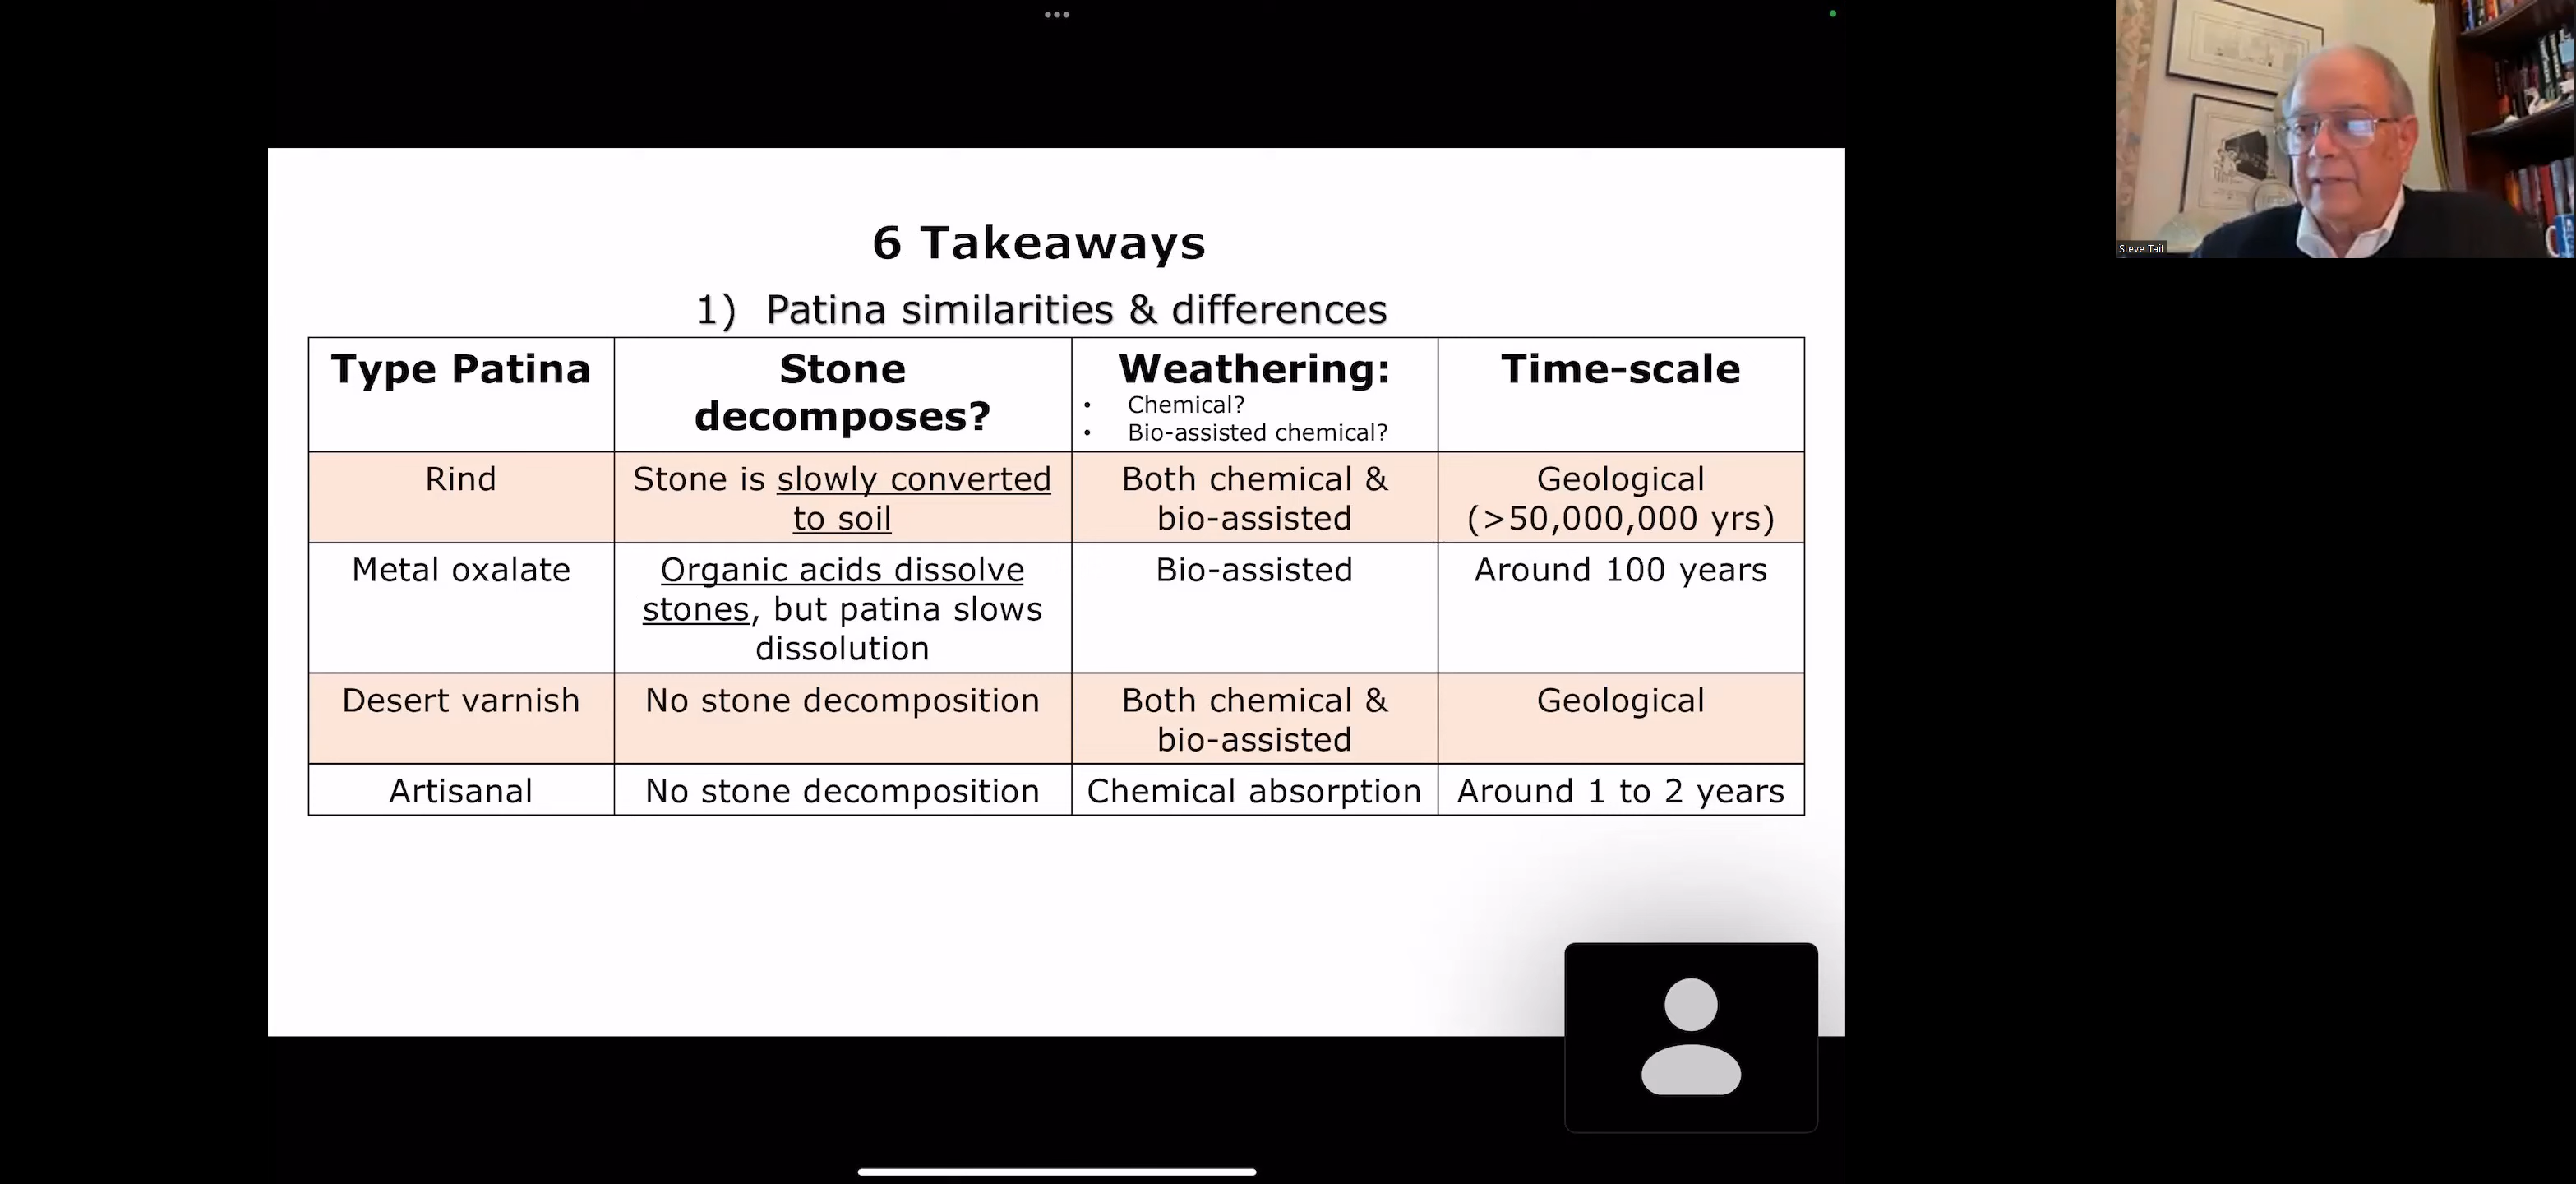 6 Takeaways
1) Patina similarities & differences
Type Patina
Stone
decomposes?
Weathering:
• Chemical?
• Bio-assisted chemical?
Time-scale
Rind
Stone is slowly converted
to soil
Both chemical &
bio-assisted
Geological
(>50,000,000 yrs)
Metal oxalate
Organic acids dissolve
stones, but patina slows
dissolution
Bio-assisted
Around 100 years
Desert varnish
No stone decomposition
Both chemical &
bio-assisted
Geological
Artisanal
No stone decomposition
Chemical absorption
Around 1 to 2 years
Steve Tait